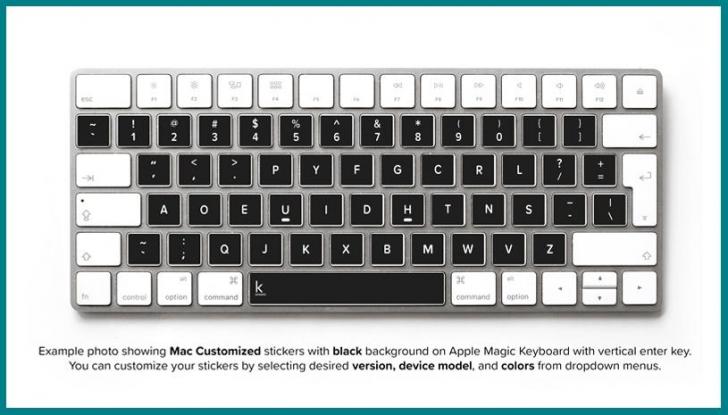 esc F1 F2 F3 F4 F5 F6 F7 F8 F9 F10 F11 F12
~ ` ! 1 @ 2 # 3 $ 4 % 5 ^ 6 & 7 * 8 ( 9 ) 0 { [ } ]
" ' < , > . P Y F G C R L ? / + =
A O E U I D H T N S _ - | \
~ ` : ; Q J K X B M W V Z
fn control alt option ⌘ command k ⌘ command alt option
Example photo showing Mac Customized stickers with black background on Apple Magic Keyboard with vertical enter key.
You can customize your stickers by selecting desired version, device model, and colors from dropdown menus.